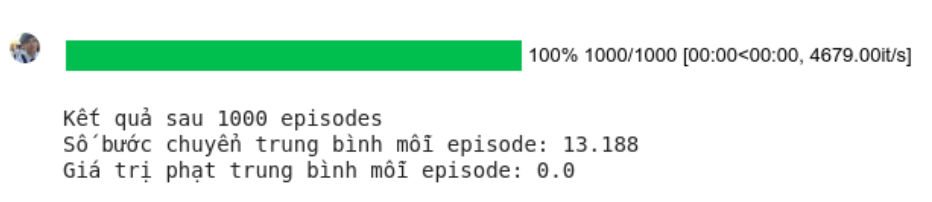 100% 1000/1000 [00:00<00:00, 4679.00it/s]
Kết quả sau 1000 episodes
Số bước chuyển trung bình mỗi episode: 13.188
Giá trị phạt trung bình mỗi episode: 0.0